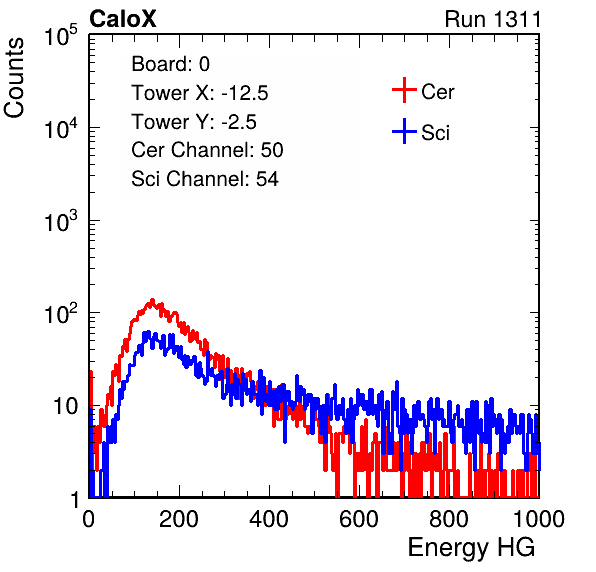 CaloX Run 1311
Counts
Board: 0
Tower X: -12.5
Tower Y: -2.5
Cer Channel: 50
Sci Channel: 54
Cer
Sci
10^5
10^4
10^3
10^2
10
1
0 200 400 600 800 1000
Energy HG